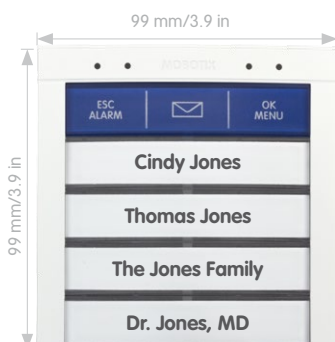 99 mm/3.9 in
MOBOTIX
99 mm/3.9 in
ESC
ALARM
OK
MENU
Cindy Jones
Thomas Jones
The Jones Family
Dr. Jones, MD